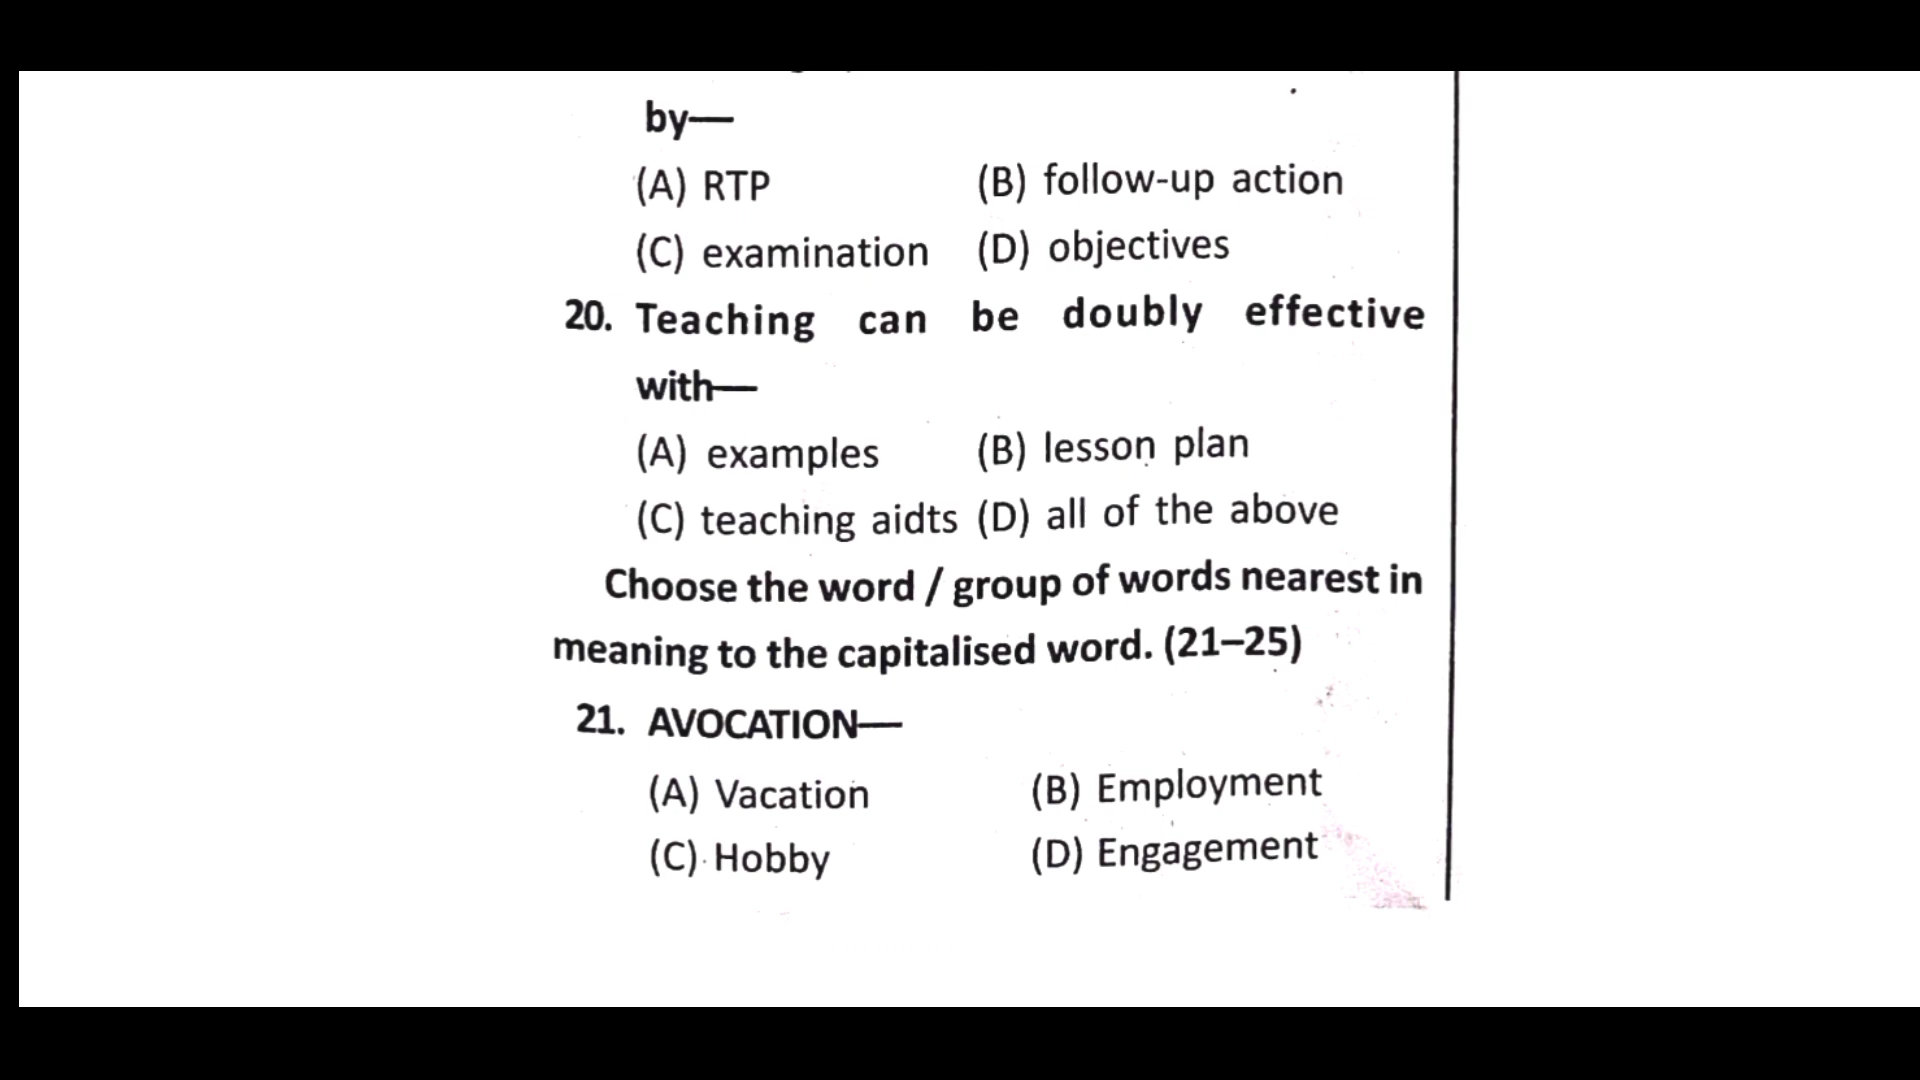 by—
(A) RTP (B) follow-up action
(C) examination (D) objectives
20. Teaching can be doubly effective
with—
(A) examples (B) lesson plan
(C) teaching aidts (D) all of the above
Choose the word / group of words nearest in
meaning to the capitalised word. (21–25)
21. AVOCATION—
(A) Vacation (B) Employment
(C) Hobby (D) Engagement